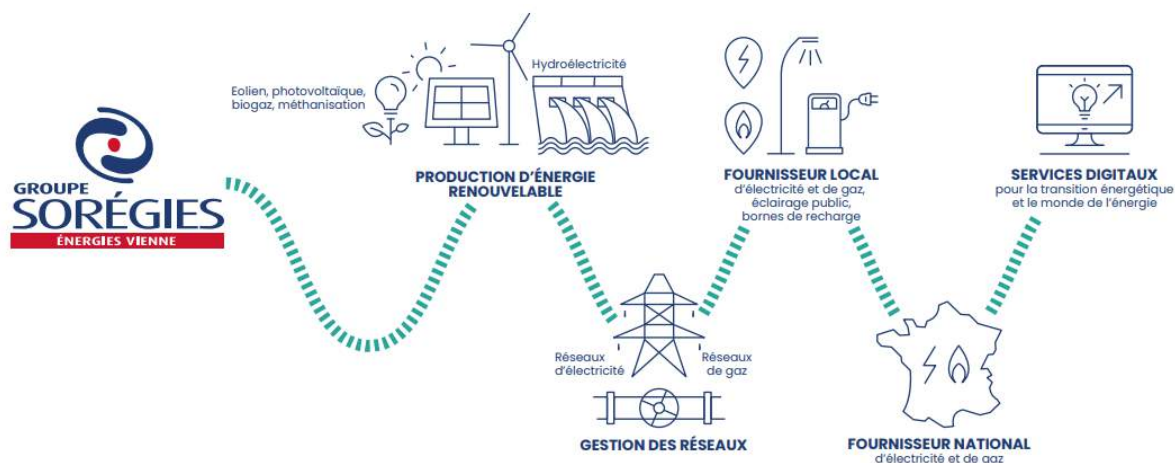 GROUPE
SORÉGIES
ÉNERGIES VIENNE
Eolien, photovoltaïque,
biogaz, méthanisation
Hydroélectricité
PRODUCTION D'ÉNERGIE
RENOUVELABLE
Réseaux
d'électricité
Réseaux
de gaz
GESTION DES RÉSEAUX
FOURNISSEUR LOCAL
d'électricité et de gaz,
éclairage public,
bornes de recharge
FOURNISSEUR NATIONAL
d'électricité et de gaz
SERVICES DIGITAUX
pour la transition énergétique
et le monde de l'énergie